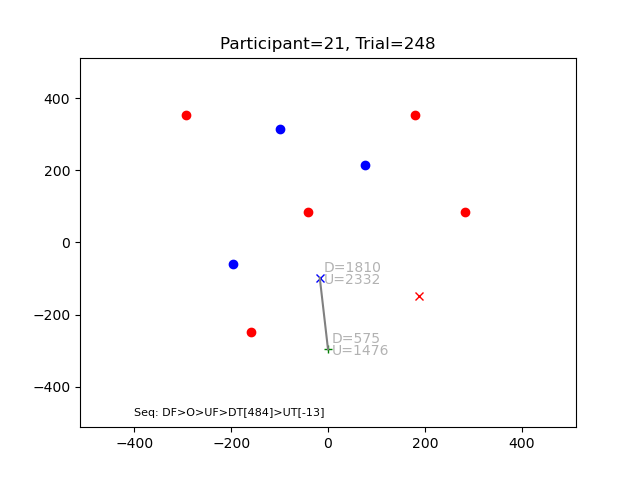 Participant=21, Trial=248
400
200
0
−200
−400
D=1810
U=2332
D=575
U=1476
Seq: DF>O>UF>DT[484]>UT[-13]
−400
−200
0
200
400